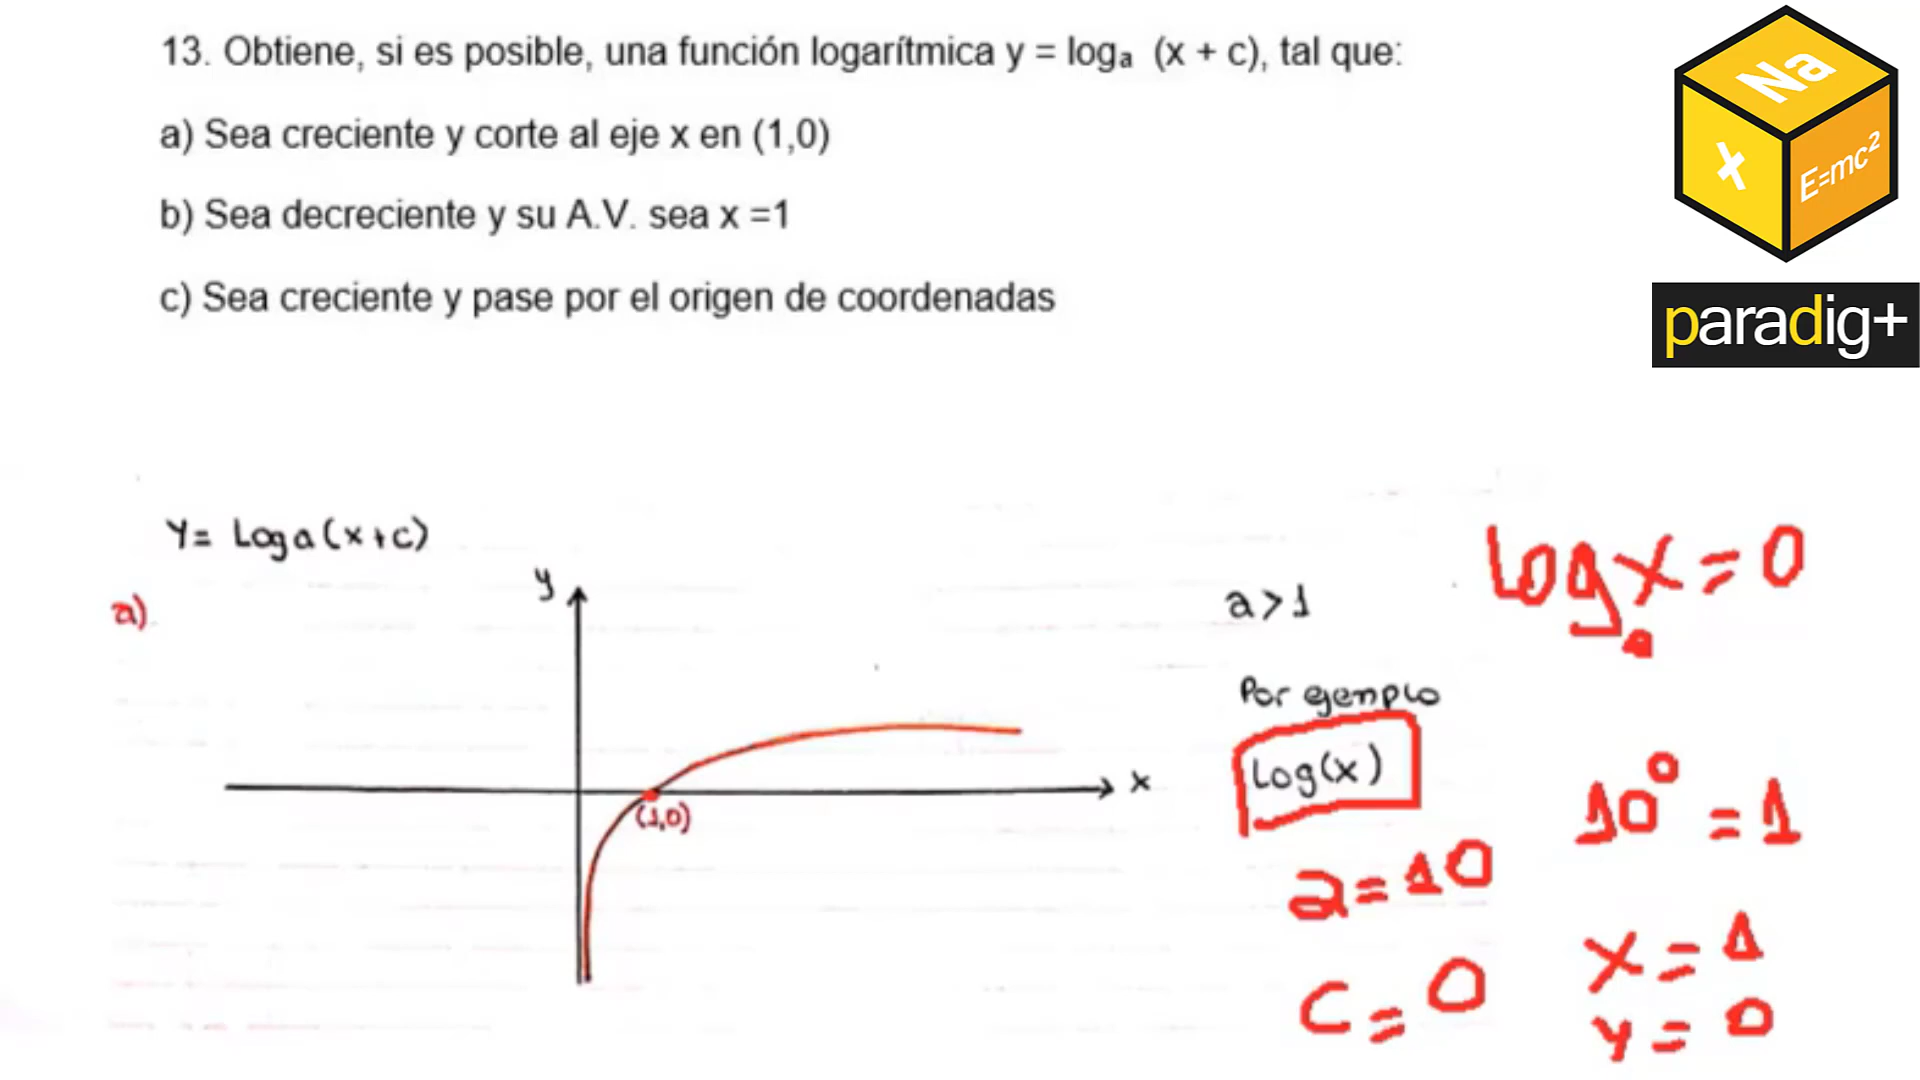 13. Obtiene, si es posible, una función logarítmica y = logₐ (x + c), tal que:
a) Sea creciente y corte al eje x en (1,0)
b) Sea decreciente y su A.V. sea x =1
c) Sea creciente y pase por el origen de coordenadas
Na
x
E=mc²
paradig+
Y= Loga(x+c)
a)
y
x
(1,0)
a>1
Por ejemplo
Log(x)
a=10
c=0
logₐx=0
10⁰=1
x=1
y=0